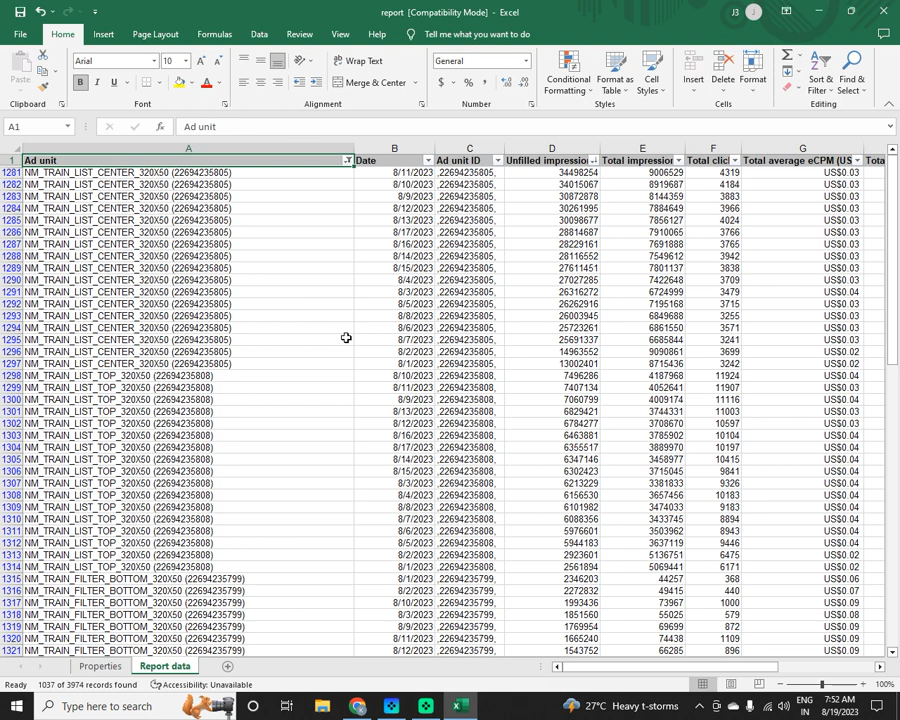 report [Compatibility Mode] - Excel
J3
J
File
Home
Insert
Page Layout
Formulas
Data
Review
View
Help
Tell me what you want to do
Paste
Arial
10
Wrap Text
Merge & Center
General
Conditional Formatting
Format as Table
Cell Styles
Insert
Delete
Format
Sort & Filter
Find & Select
Clipboard
Font
Alignment
Number
Styles
Cells
Editing
A1
Ad unit
A B C D E F G
1 Ad unit Date Ad unit ID Unfilled impression Total impression Total clic Total average eCPM (US Tota
1281 NM_TRAIN_LIST_CENTER_320X50 (22694235805) 8/11/2023 ,22694235805, 34498254 9006529 4319 US$0.03
1282 NM_TRAIN_LIST_CENTER_320X50 (22694235805) 8/10/2023 ,22694235805, 34015067 8919687 4184 US$0.03
1283 NM_TRAIN_LIST_CENTER_320X50 (22694235805) 8/9/2023 ,22694235805, 30872878 8144359 3883 US$0.03
1284 NM_TRAIN_LIST_CENTER_320X50 (22694235805) 8/12/2023 ,22694235805, 30261995 7884649 3966 US$0.03
1285 NM_TRAIN_LIST_CENTER_320X50 (22694235805) 8/13/2023 ,22694235805, 30098677 7856127 4024 US$0.03
1286 NM_TRAIN_LIST_CENTER_320X50 (22694235805) 8/17/2023 ,22694235805, 28814687 7910065 3766 US$0.03
1287 NM_TRAIN_LIST_CENTER_320X50 (22694235805) 8/16/2023 ,22694235805, 28229161 7691888 3765 US$0.03
1288 NM_TRAIN_LIST_CENTER_320X50 (22694235805) 8/14/2023 ,22694235805, 28116552 7549612 3942 US$0.03
1289 NM_TRAIN_LIST_CENTER_320X50 (22694235805) 8/15/2023 ,22694235805, 27611451 7801137 3838 US$0.03
1290 NM_TRAIN_LIST_CENTER_320X50 (22694235805) 8/4/2023 ,22694235805, 27027285 7422648 3709 US$0.03
1291 NM_TRAIN_LIST_CENTER_320X50 (22694235805) 8/3/2023 ,22694235805, 26316272 6724999 3479 US$0.04
1292 NM_TRAIN_LIST_CENTER_320X50 (22694235805) 8/5/2023 ,22694235805, 26262916 7195168 3715 US$0.03
1293 NM_TRAIN_LIST_CENTER_320X50 (22694235805) 8/8/2023 ,22694235805, 26003945 6849688 3255 US$0.03
1294 NM_TRAIN_LIST_CENTER_320X50 (22694235805) 8/6/2023 ,22694235805, 25723261 6861550 3571 US$0.03
1295 NM_TRAIN_LIST_CENTER_320X50 (22694235805) 8/7/2023 ,22694235805, 25691337 6685844 3241 US$0.03
1296 NM_TRAIN_LIST_CENTER_320X50 (22694235805) 8/2/2023 ,22694235805, 14963552 9090861 3699 US$0.02
1297 NM_TRAIN_LIST_CENTER_320X50 (22694235805) 8/1/2023 ,22694235805, 13002401 8715436 3242 US$0.02
1298 NM_TRAIN_LIST_TOP_320X50 (22694235808) 8/10/2023 ,22694235808, 7496286 4187968 11924 US$0.03
1299 NM_TRAIN_LIST_TOP_320X50 (22694235808) 8/11/2023 ,22694235808, 7407134 4052641 11907 US$0.03
1300 NM_TRAIN_LIST_TOP_320X50 (22694235808) 8/9/2023 ,22694235808, 7060799 4009174 11116 US$0.04
1301 NM_TRAIN_LIST_TOP_320X50 (22694235808) 8/13/2023 ,22694235808, 6829421 3744331 11003 US$0.03
1302 NM_TRAIN_LIST_TOP_320X50 (22694235808) 8/12/2023 ,22694235808, 6784232 3708670 10597 US$0.03
1303 NM_TRAIN_LIST_TOP_320X50 (22694235808) 8/16/2023 ,22694235808, 6463881 3785902 10104 US$0.04
1304 NM_TRAIN_LIST_TOP_320X50 (22694235808) 8/17/2023 ,22694235808, 6355517 3889970 10197 US$0.04
1305 NM_TRAIN_LIST_TOP_320X50 (22694235808) 8/14/2023 ,22694235808, 6347146 3458977 10415 US$0.04
1306 NM_TRAIN_LIST_TOP_320X50 (22694235808) 8/15/2023 ,22694235808, 6302423 3715045 9841 US$0.04
1307 NM_TRAIN_LIST_TOP_320X50 (22694235808) 8/3/2023 ,22694235808, 6213229 3181833 9326 US$0.04
1308 NM_TRAIN_LIST_TOP_320X50 (22694235808) 8/4/2023 ,22694235808, 6156530 3657456 10183 US$0.04
1309 NM_TRAIN_LIST_TOP_320X50 (22694235808) 8/5/2023 ,22694235808, 6101982 3474033 9183 US$0.04
1310 NM_TRAIN_LIST_TOP_320X50 (22694235808) 8/7/2023 ,22694235808, 6088356 3433745 8894 US$0.04
1311 NM_TRAIN_LIST_TOP_320X50 (22694235808) 8/8/2023 ,22694235808, 5976601 3503962 8943 US$0.04
1312 NM_TRAIN_LIST_TOP_320X50 (22694235808) 8/6/2023 ,22694235808, 5944183 3637119 9446 US$0.04
1313 NM_TRAIN_LIST_TOP_320X50 (22694235808) 8/2/2023 ,22694235808, 2923601 5136751 6475 US$0.02
1314 NM_TRAIN_LIST_TOP_320X50 (22694235808) 8/1/2023 ,22694235808, 2561894 5069441 6171 US$0.02
1315 NM_TRAIN_FILTER_BOTTOM_320X50 (22694235799) 8/1/2023 ,22694235799, 2346203 44257 368 US$0.06
1316 NM_TRAIN_FILTER_BOTTOM_320X50 (22694235799) 8/2/2023 ,22694235799, 2272832 49415 440 US$0.07
1317 NM_TRAIN_FILTER_BOTTOM_320X50 (22694235799) 8/10/2023 ,22694235799, 1993436 73967 1000 US$0.09
1318 NM_TRAIN_FILTER_BOTTOM_320X50 (22694235799) 8/3/2023 ,22694235799, 1851560 55025 579 US$0.08
1319 NM_TRAIN_FILTER_BOTTOM_320X50 (22694235799) 8/9/2023 ,22694235799, 1769954 69699 872 US$0.09
1320 NM_TRAIN_FILTER_BOTTOM_320X50 (22694235799) 8/11/2023 ,22694235799, 1665240 74438 1109 US$0.09
1321 NM_TRAIN_FILTER_BOTTOM_320X50 (22694235799) 8/12/2023 ,22694235799, 1543752 66285 896 US$0.09
Properties
Report data
Ready
1037 of 3974 records found
Accessibility: Unavailable
100%
Type here to search
27°C Heavy t-storms
ENG
IN
7:52 AM
8/19/2023